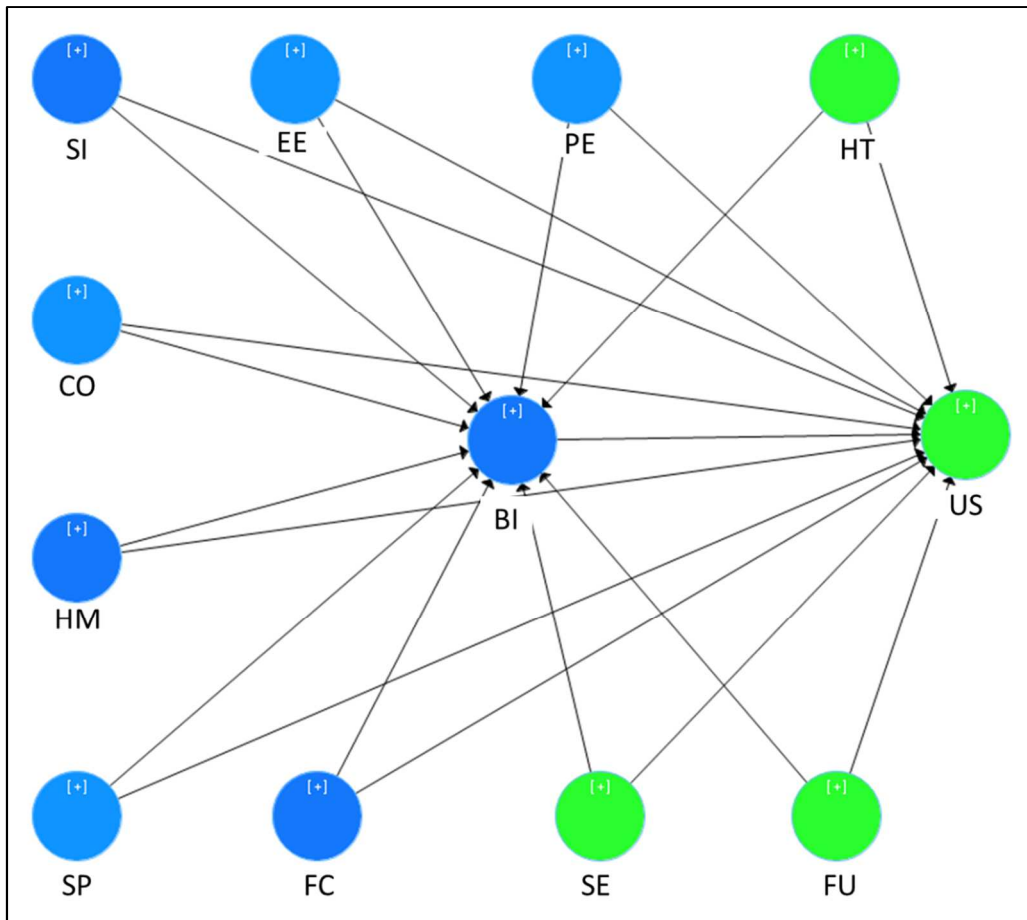 [+] [+] [+] [+]
SI EE PE HT
[+]
CO
[+] [+]
BI US
[+]
HM
[+] [+] [+] [+]
SP FC SE FU